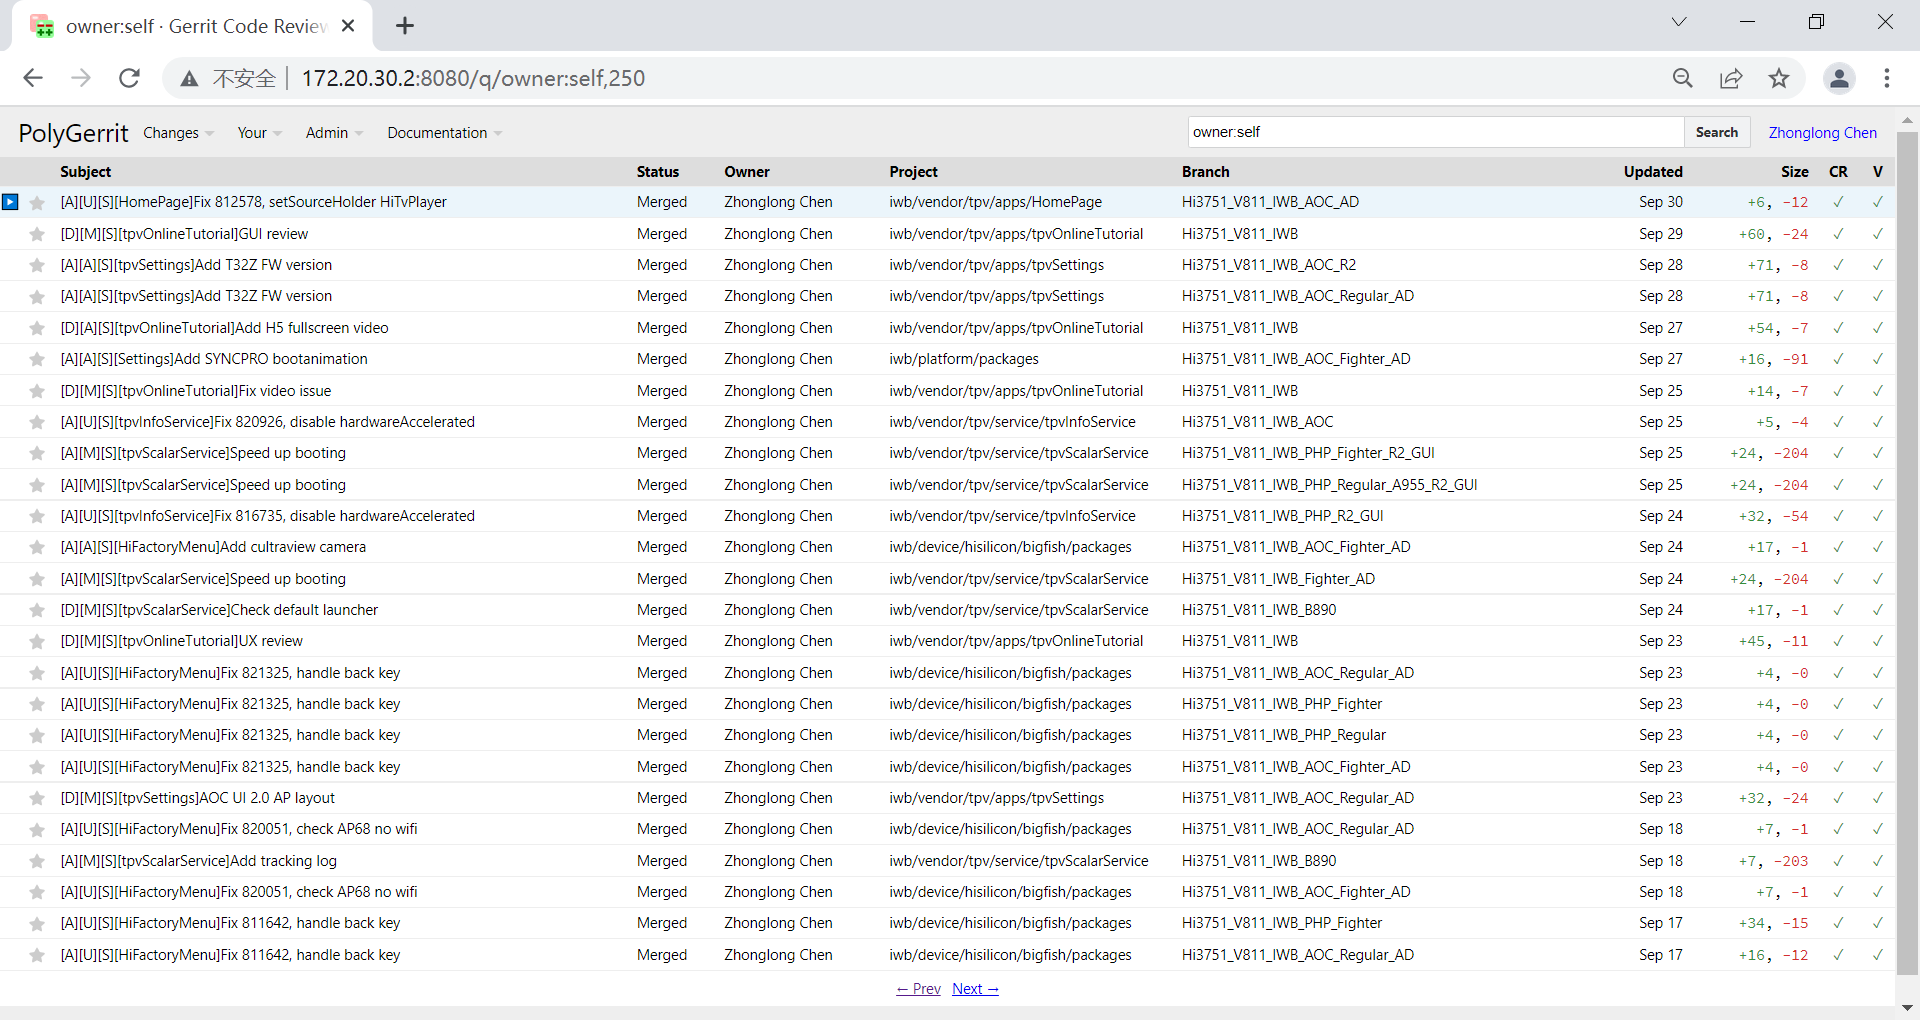 owner:self · Gerrit Code Review
不安全 172.20.30.2:8080/q/owner:self,250
PolyGerrit Changes Your Admin Documentation owner:self Search Zhonglong Chen
Subject Status Owner Project Branch Updated Size CR V
[A][U][S][HomePage]Fix 812578, setSourceHolder HiTvPlayer Merged Zhonglong Chen iwb/vendor/tpv/apps/HomePage Hi3751_V811_IWB_AOC_AD Sep 30 +6, -12 ✓ ✓
[D][M][S][tpvOnlineTutorial]GUI review Merged Zhonglong Chen iwb/vendor/tpv/apps/tpvOnlineTutorial Hi3751_V811_IWB Sep 29 +60, -24 ✓ ✓
[A][A][S][tpvSettings]Add T32Z FW version Merged Zhonglong Chen iwb/vendor/tpv/apps/tpvSettings Hi3751_V811_IWB_AOC_R2 Sep 28 +71, -8 ✓ ✓
[A][A][S][tpvSettings]Add T32Z FW version Merged Zhonglong Chen iwb/vendor/tpv/apps/tpvSettings Hi3751_V811_IWB_AOC_Regular_AD Sep 28 +71, -8 ✓ ✓
[D][A][S][tpvOnlineTutorial]Add H5 fullscreen video Merged Zhonglong Chen iwb/vendor/tpv/apps/tpvOnlineTutorial Hi3751_V811_IWB Sep 27 +54, -7 ✓ ✓
[A][A][S][Settings]Add SYNCPRO bootanimation Merged Zhonglong Chen iwb/platform/packages Hi3751_V811_IWB_AOC_Fighter_AD Sep 27 +16, -91 ✓ ✓
[D][M][S][tpvOnlineTutorial]Fix video issue Merged Zhonglong Chen iwb/vendor/tpv/apps/tpvOnlineTutorial Hi3751_V811_IWB Sep 25 +14, -7 ✓ ✓
[A][U][S][tpvInfoService]Fix 820926, disable hardwareAccelerated Merged Zhonglong Chen iwb/vendor/tpv/service/tpvInfoService Hi3751_V811_IWB_AOC Sep 25 +5, -4 ✓ ✓
[A][M][S][tpvScalarService]Speed up booting Merged Zhonglong Chen iwb/vendor/tpv/service/tpvScalarService Hi3751_V811_IWB_PHP_Fighter_R2_GUI Sep 25 +24, -204 ✓ ✓
[A][M][S][tpvScalarService]Speed up booting Merged Zhonglong Chen iwb/vendor/tpv/service/tpvScalarService Hi3751_V811_IWB_PHP_Regular_A955_R2_GUI Sep 25 +24, -204 ✓ ✓
[A][U][S][tpvInfoService]Fix 816735, disable hardwareAccelerated Merged Zhonglong Chen iwb/vendor/tpv/service/tpvInfoService Hi3751_V811_IWB_PHP_R2_GUI Sep 24 +32, -54 ✓ ✓
[A][A][S][HiFactoryMenu]Add cultraview camera Merged Zhonglong Chen iwb/device/hisilicon/bigfish/packages Hi3751_V811_IWB_AOC_Fighter_AD Sep 24 +17, -1 ✓ ✓
[A][M][S][tpvScalarService]Speed up booting Merged Zhonglong Chen iwb/vendor/tpv/service/tpvScalarService Hi3751_V811_IWB_Fighter_AD Sep 24 +24, -204 ✓ ✓
[D][M][S][tpvScalarService]Check default launcher Merged Zhonglong Chen iwb/vendor/tpv/service/tpvScalarService Hi3751_V811_IWB_B890 Sep 24 +17, -1 ✓ ✓
[D][M][S][tpvOnlineTutorial]UX review Merged Zhonglong Chen iwb/vendor/tpv/apps/tpvOnlineTutorial Hi3751_V811_IWB Sep 23 +45, -11 ✓ ✓
[A][U][S][HiFactoryMenu]Fix 821325, handle back key Merged Zhonglong Chen iwb/device/hisilicon/bigfish/packages Hi3751_V811_IWB_AOC_Regular_AD Sep 23 +4, -0 ✓ ✓
[A][U][S][HiFactoryMenu]Fix 821325, handle back key Merged Zhonglong Chen iwb/device/hisilicon/bigfish/packages Hi3751_V811_IWB_PHP_Fighter Sep 23 +4, -0 ✓ ✓
[A][U][S][HiFactoryMenu]Fix 821325, handle back key Merged Zhonglong Chen iwb/device/hisilicon/bigfish/packages Hi3751_V811_IWB_PHP_Regular Sep 23 +4, -0 ✓ ✓
[A][U][S][HiFactoryMenu]Fix 821325, handle back key Merged Zhonglong Chen iwb/device/hisilicon/bigfish/packages Hi3751_V811_IWB_AOC_Fighter_AD Sep 23 +4, -0 ✓ ✓
[D][M][S][tpvSettings]AOC UI 2.0 AP layout Merged Zhonglong Chen iwb/vendor/tpv/apps/tpvSettings Hi3751_V811_IWB_AOC_Regular_AD Sep 23 +32, -24 ✓ ✓
[A][U][S][HiFactoryMenu]Fix 820051, check AP68 no wifi Merged Zhonglong Chen iwb/device/hisilicon/bigfish/packages Hi3751_V811_IWB_AOC_Regular_AD Sep 18 +7, -1 ✓ ✓
[A][M][S][tpvScalarService]Add tracking log Merged Zhonglong Chen iwb/vendor/tpv/service/tpvScalarService Hi3751_V811_IWB_B890 Sep 18 +7, -203 ✓ ✓
[A][U][S][HiFactoryMenu]Fix 820051, check AP68 no wifi Merged Zhonglong Chen iwb/device/hisilicon/bigfish/packages Hi3751_V811_IWB_AOC_Fighter_AD Sep 18 +7, -1 ✓ ✓
[A][U][S][HiFactoryMenu]Fix 811642, handle back key Merged Zhonglong Chen iwb/device/hisilicon/bigfish/packages Hi3751_V811_IWB_PHP_Fighter Sep 17 +34, -15 ✓ ✓
[A][U][S][HiFactoryMenu]Fix 811642, handle back key Merged Zhonglong Chen iwb/device/hisilicon/bigfish/packages Hi3751_V811_IWB_AOC_Regular_AD Sep 17 +16, -12 ✓ ✓
← Prev Next →